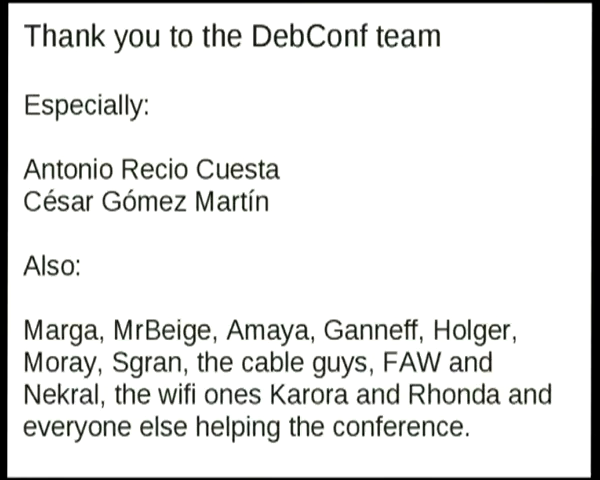 Thank you to the DebConf team
Especially:
Antonio Recio Cuesta
César Gómez Martín
Also:
Marga, MrBeige, Amaya, Ganneff, Holger,
Moray, Sgran, the cable guys, FAW and
Nekral, the wifi ones Karora and Rhonda and
everyone else helping the conference.